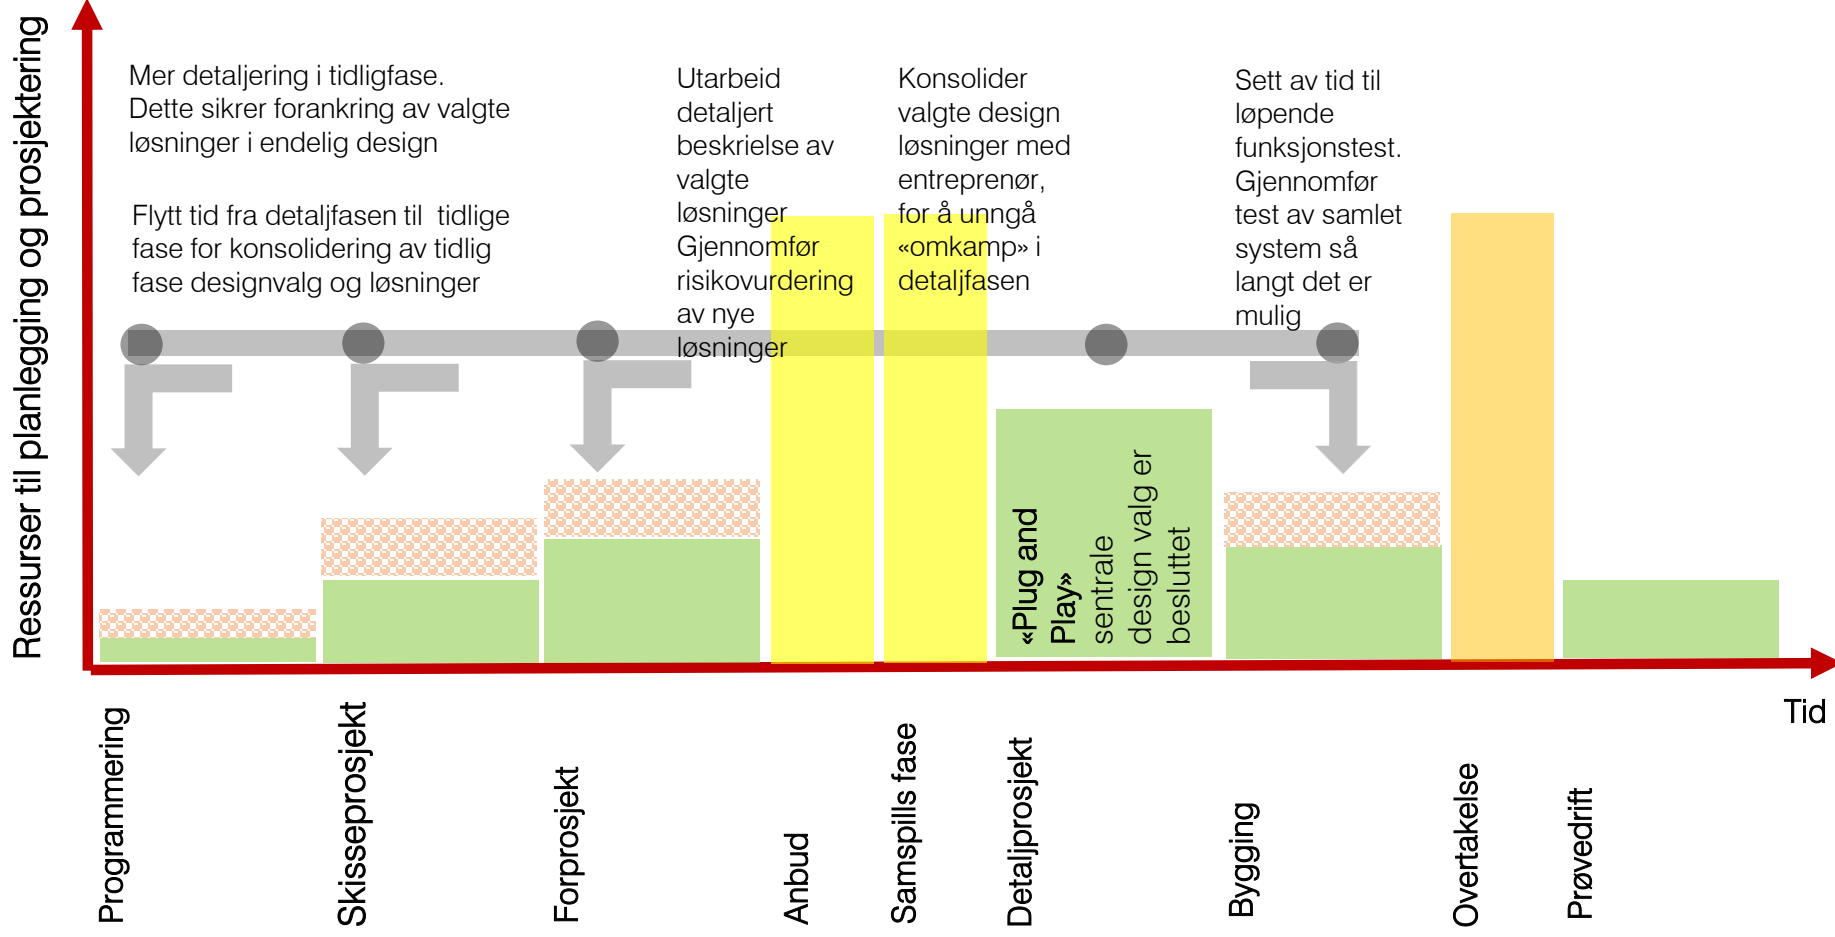 Ressurser til planlegging og prosjektering
Mer detaljering i tidligfase.
Dette sikrer forankring av valgte
løsninger i endelig design
Flytt tid fra detaljfasen til  tidlige
fase for konsolidering av tidlig
fase designvalg og løsninger
Utarbeid
detaljert
beskrielse av
valgte
løsninger
Gjennomfør
risikovurdering
av nye
løsninger
Konsolider
valgte design
løsninger med
entreprenør,
for å unngå
«omkamp» i
detaljfasen
Sett av tid til
løpende
funksjonstest.
Gjennomfør
test av samlet
system så
langt det er
mulig
«Plug and
Play»
sentrale
design valg er
besluttet
Tid
Programmering
Skisseprosjekt
Forprosjekt
Anbud
Samspills fase
Detaljprosjekt
Bygging
Overtakelse
Prøvedrift